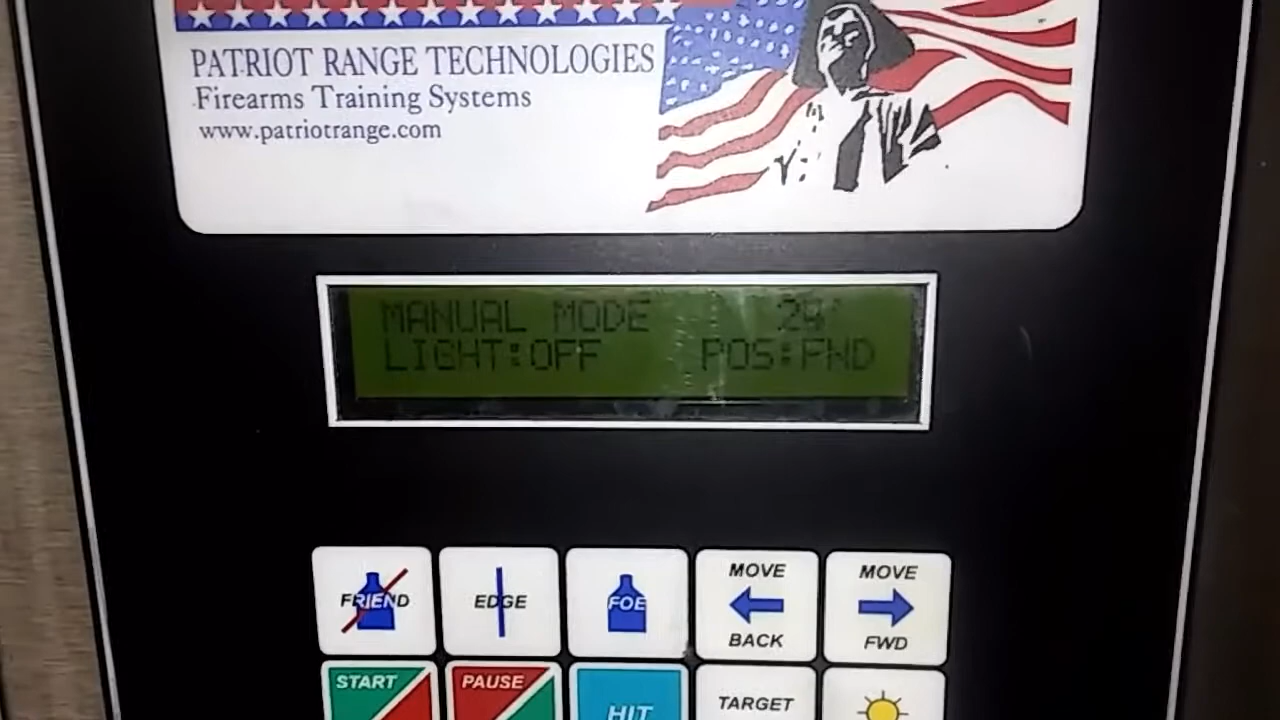 PATRIOT RANGE TECHNOLOGIES
Firearms Training Systems
www.patriotrange.com
MANUAL MODE
LIGHT:OFF POS:FWD
FRIEND EDGE FOE MOVE BACK MOVE FWD
START PAUSE HIT TARGET